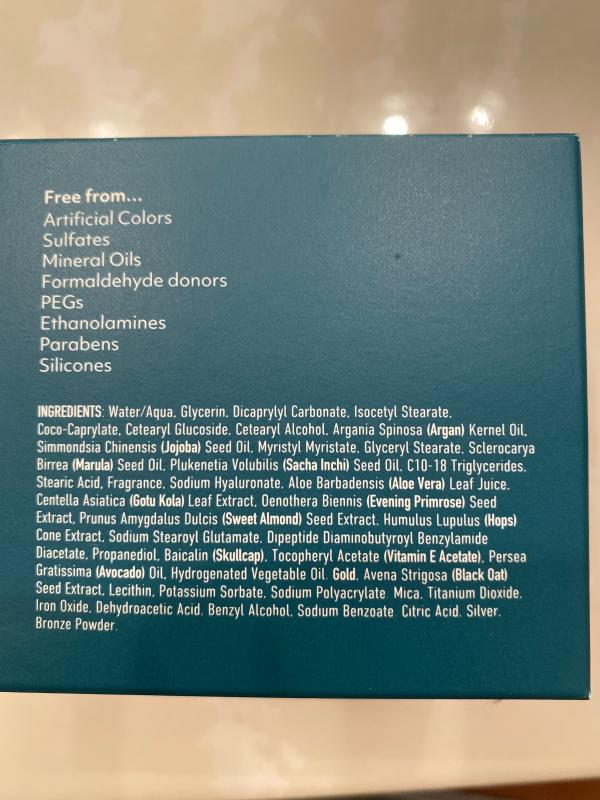 Free from...
Artificial Colors
Sulfates
Mineral Oils
Formaldehyde donors
PEGs
Ethanolamines
Parabens
Silicones
INGREDIENTS: Water/Aqua, Glycerin, Dicaprylyl Carbonate, Isocetyl Stearate,
Coco-Caprylate, Cetearyl Glucoside, Cetearyl Alcohol, Argania Spinosa (Argan) Kernel Oil,
Simmondsia Chinensis (Jojoba) Seed Oil, Myristyl Myristate, Glyceryl Stearate, Sclerocarya
Birrea (Marula) Seed Oil, Plukenetia Volubilis (Sacha Inchi) Seed Oil, C10-18 Triglycerides,
Stearic Acid, Fragrance, Sodium Hyaluronate, Aloe Barbadensis (Aloe Vera) Leaf Juice,
Centella Asiatica (Gotu Kola) Leaf Extract, Oenothera Biennis (Evening Primrose) Seed
Extract, Prunus Amygdalus Dulcis (Sweet Almond) Seed Extract, Humulus Lupulus (Hops)
Cone Extract, Sodium Stearoyl Glutamate, Dipeptide Diaminobutyroyl Benzylamide
Diacetate, Propanediol, Baicalin (Skullcap), Tocopheryl Acetate (Vitamin E Acetate), Persea
Gratissima (Avocado) Oil, Hydrogenated Vegetable Oil, Gold, Avena Strigosa (Black Oat)
Seed Extract, Lecithin, Potassium Sorbate, Sodium Polyacrylate, Mica, Titanium Dioxide,
Iron Oxide, Dehydroacetic Acid, Benzyl Alcohol, Sodium Benzoate, Citric Acid, Silver,
Bronze Powder.